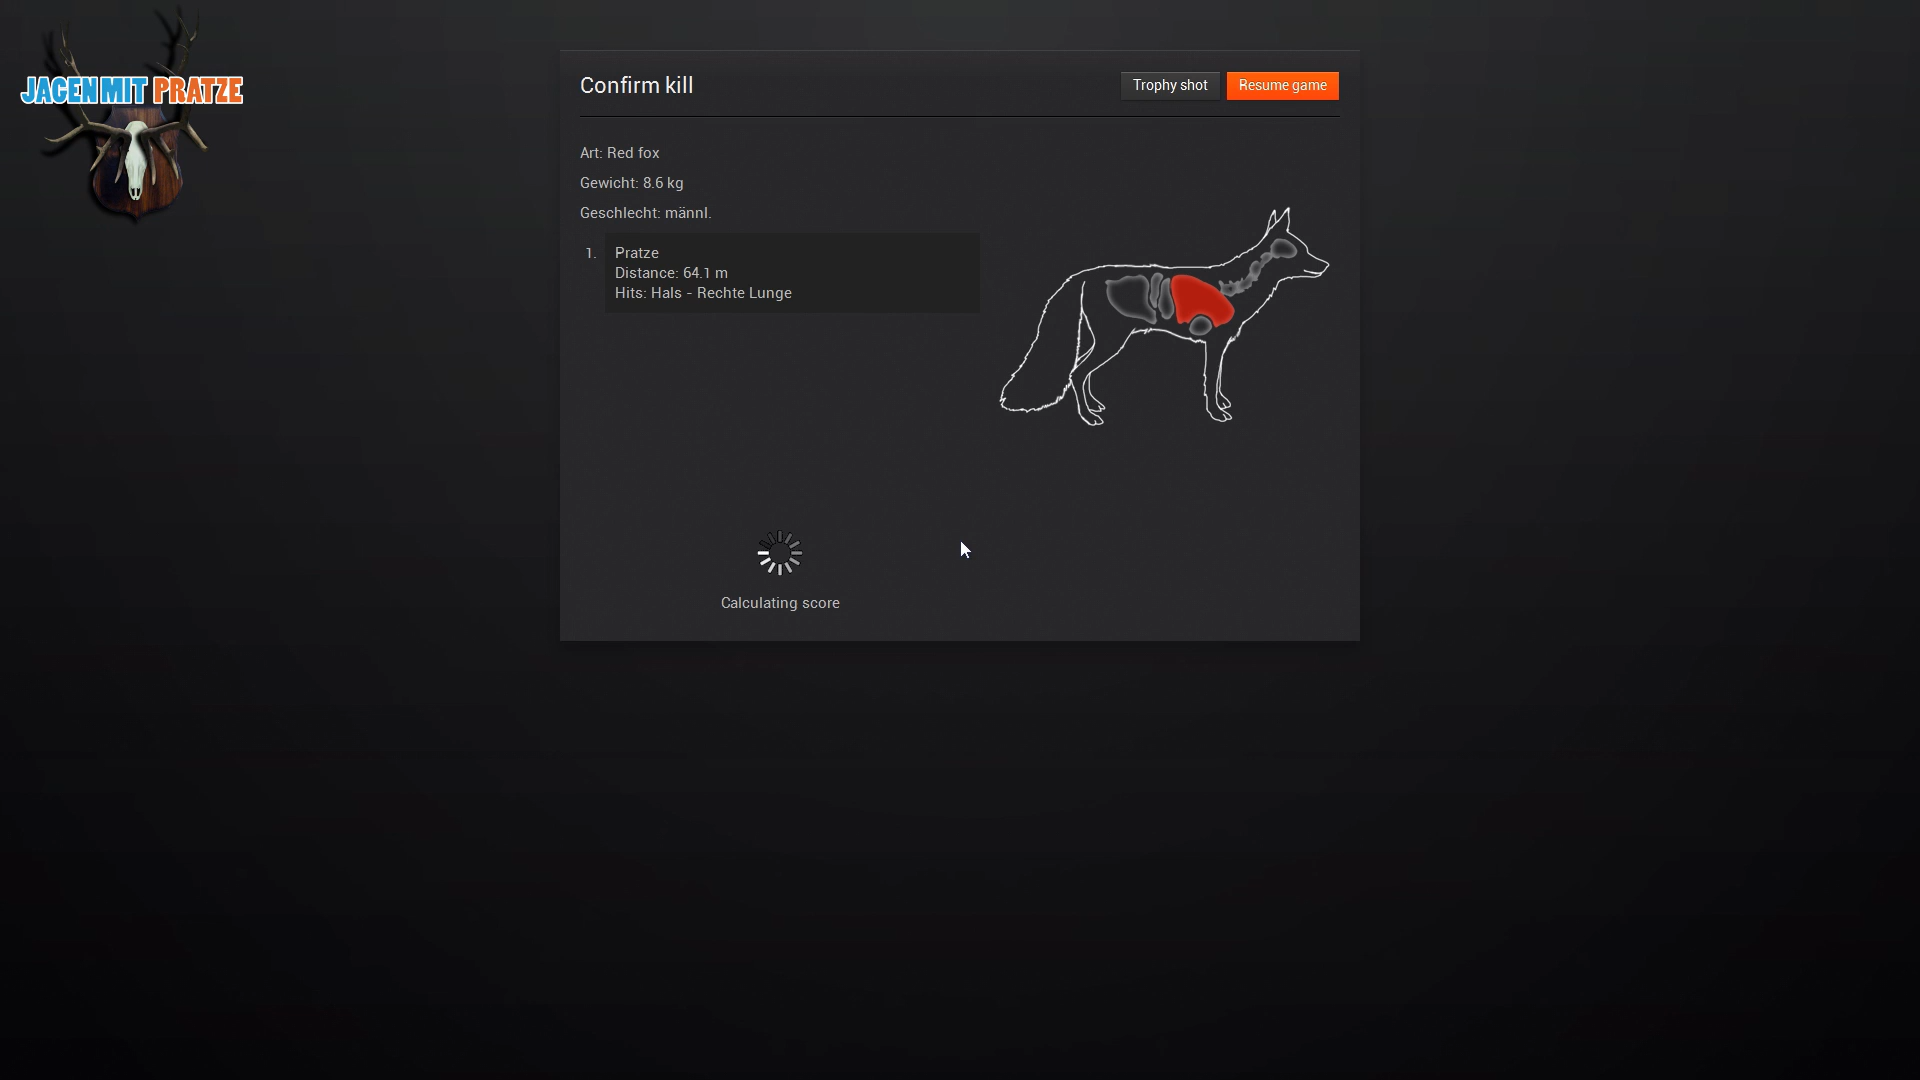 JAGEN MIT PRATZE
Confirm kill
Trophy shot
Resume game
Art: Red fox
Gewicht: 8.6 kg
Geschlecht: männl.
1.
Pratze
Distance: 64.1 m
Hits: Hals - Rechte Lunge
Calculating score